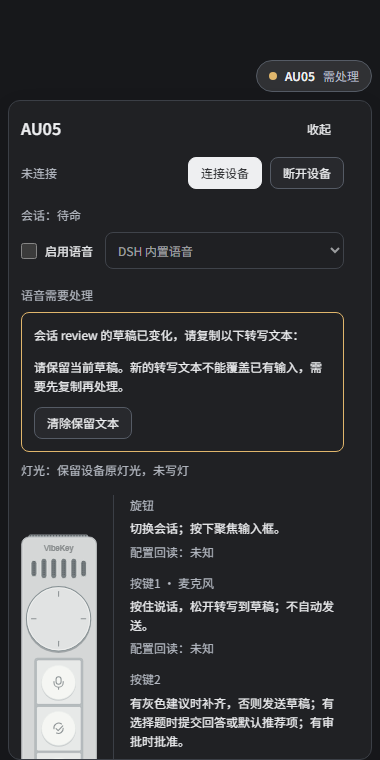 AU05 需处理
AU05
收起
未连接
连接设备
断开设备
会话：待命
启用语音
DSH 内置语音
语音需要处理
会话 review 的草稿已变化，请复制以下转写文本：
请保留当前草稿。新的转写文本不能覆盖已有输入，需
要先复制再处理。
清除保留文本
灯光：保留设备原灯光，未写灯
VibeKey
旋钮
切换会话；按下聚焦输入框。
配置回读：未知
按键1 · 麦克风
按住说话，松开转写到草稿；不自动发
送。
配置回读：未知
按键2
有灰色建议时补齐，否则发送草稿；有
选择题时提交回答或默认推荐项；有审
批时批准。